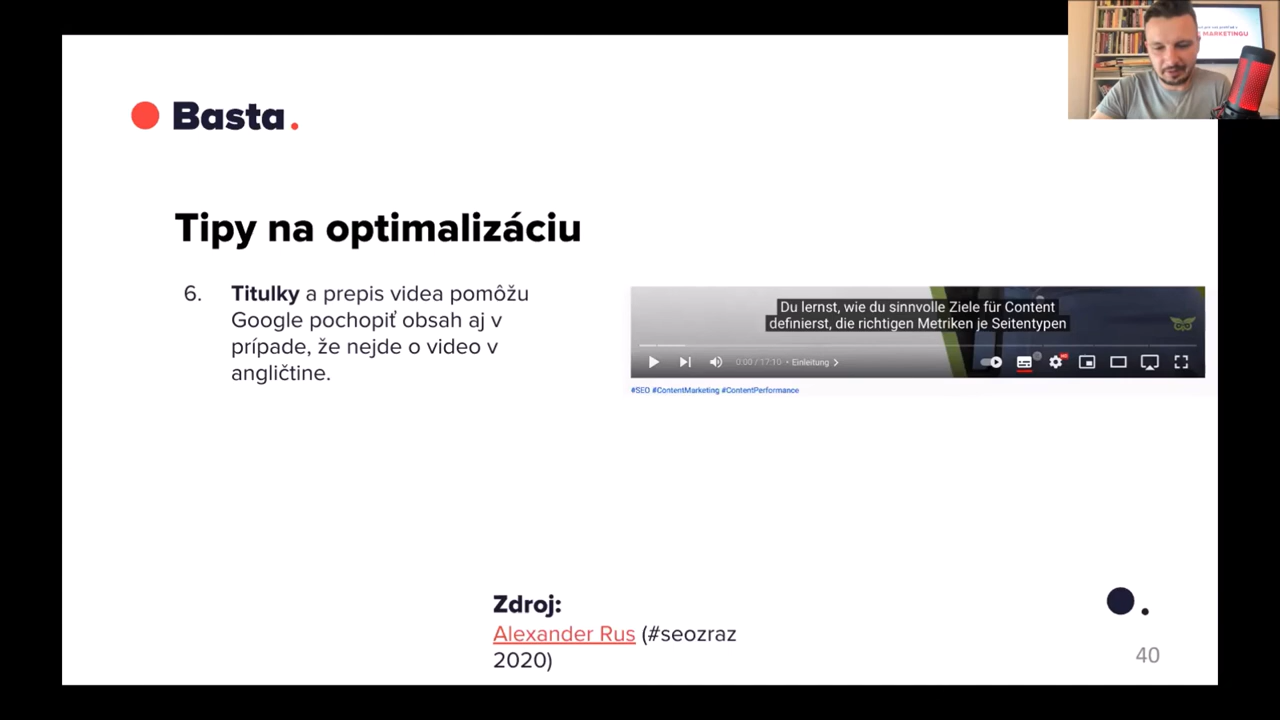 MARKETINGU
Basta.
Tipy na optimalizáciu
6. Titulky a prepis videa pomôžu
Google pochopiť obsah aj v
prípade, že nejde o video v
angličtine.
Du lernst, wie du sinnvolle Ziele für Content
definierst, die richtigen Metriken je Seitentypen
0:00 / 17:10 • Einleitung
#SEO #ContentMarketing #ContentPerformance
Zdroj:
Alexander Rus (#seozraz
2020)
40